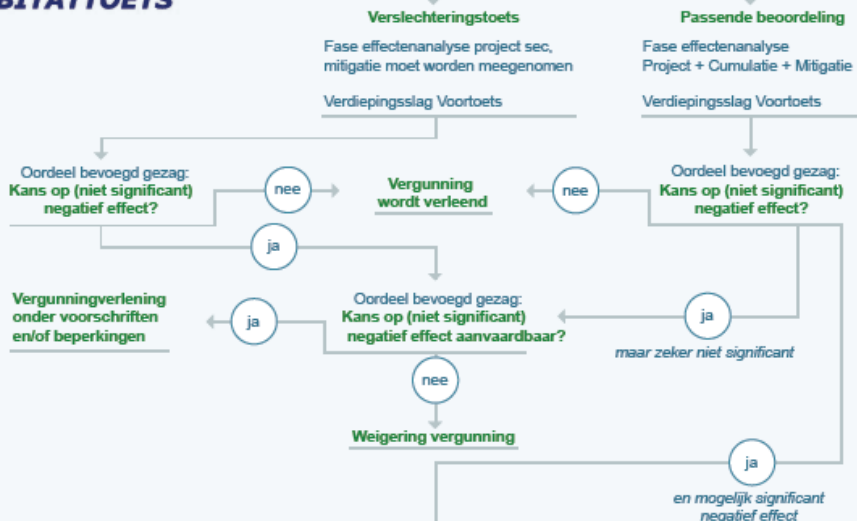 Verslechteringstoets
Fase effectenanalyse project sec,
mitigatie moet worden meegenomen
Verdiepingsslag Voortoets
Passende beoordeling
Fase effectenanalyse
Project + Cumulatie + Mitigatie
Verdiepingsslag Voortoets
Oordeel bevoegd gezag:
Kans op (niet significant)
negatief effect?
nee
Vergunning
wordt verleend
nee
Oordeel bevoegd gezag:
Kans op (niet significant)
negatief effect?
ja
Vergunningverlening
onder voorschriften
en/of beperkingen
ja
Oordeel bevoegd gezag:
Kans op (niet significant)
negatief effect aanvaardbaar?
ja
maar zeker niet significant
nee
Weigering vergunning
ja
en mogelijk significant
negatief effect